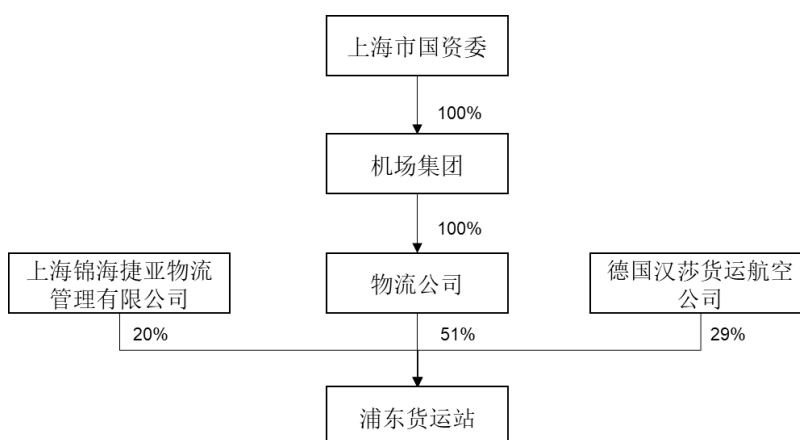 上海市国资委
100%
机场集团
100%
上海锦海捷亚物流
管理有限公司
物流公司
德国汉莎货运航空
公司
20%
51%
29%
浦东货运站